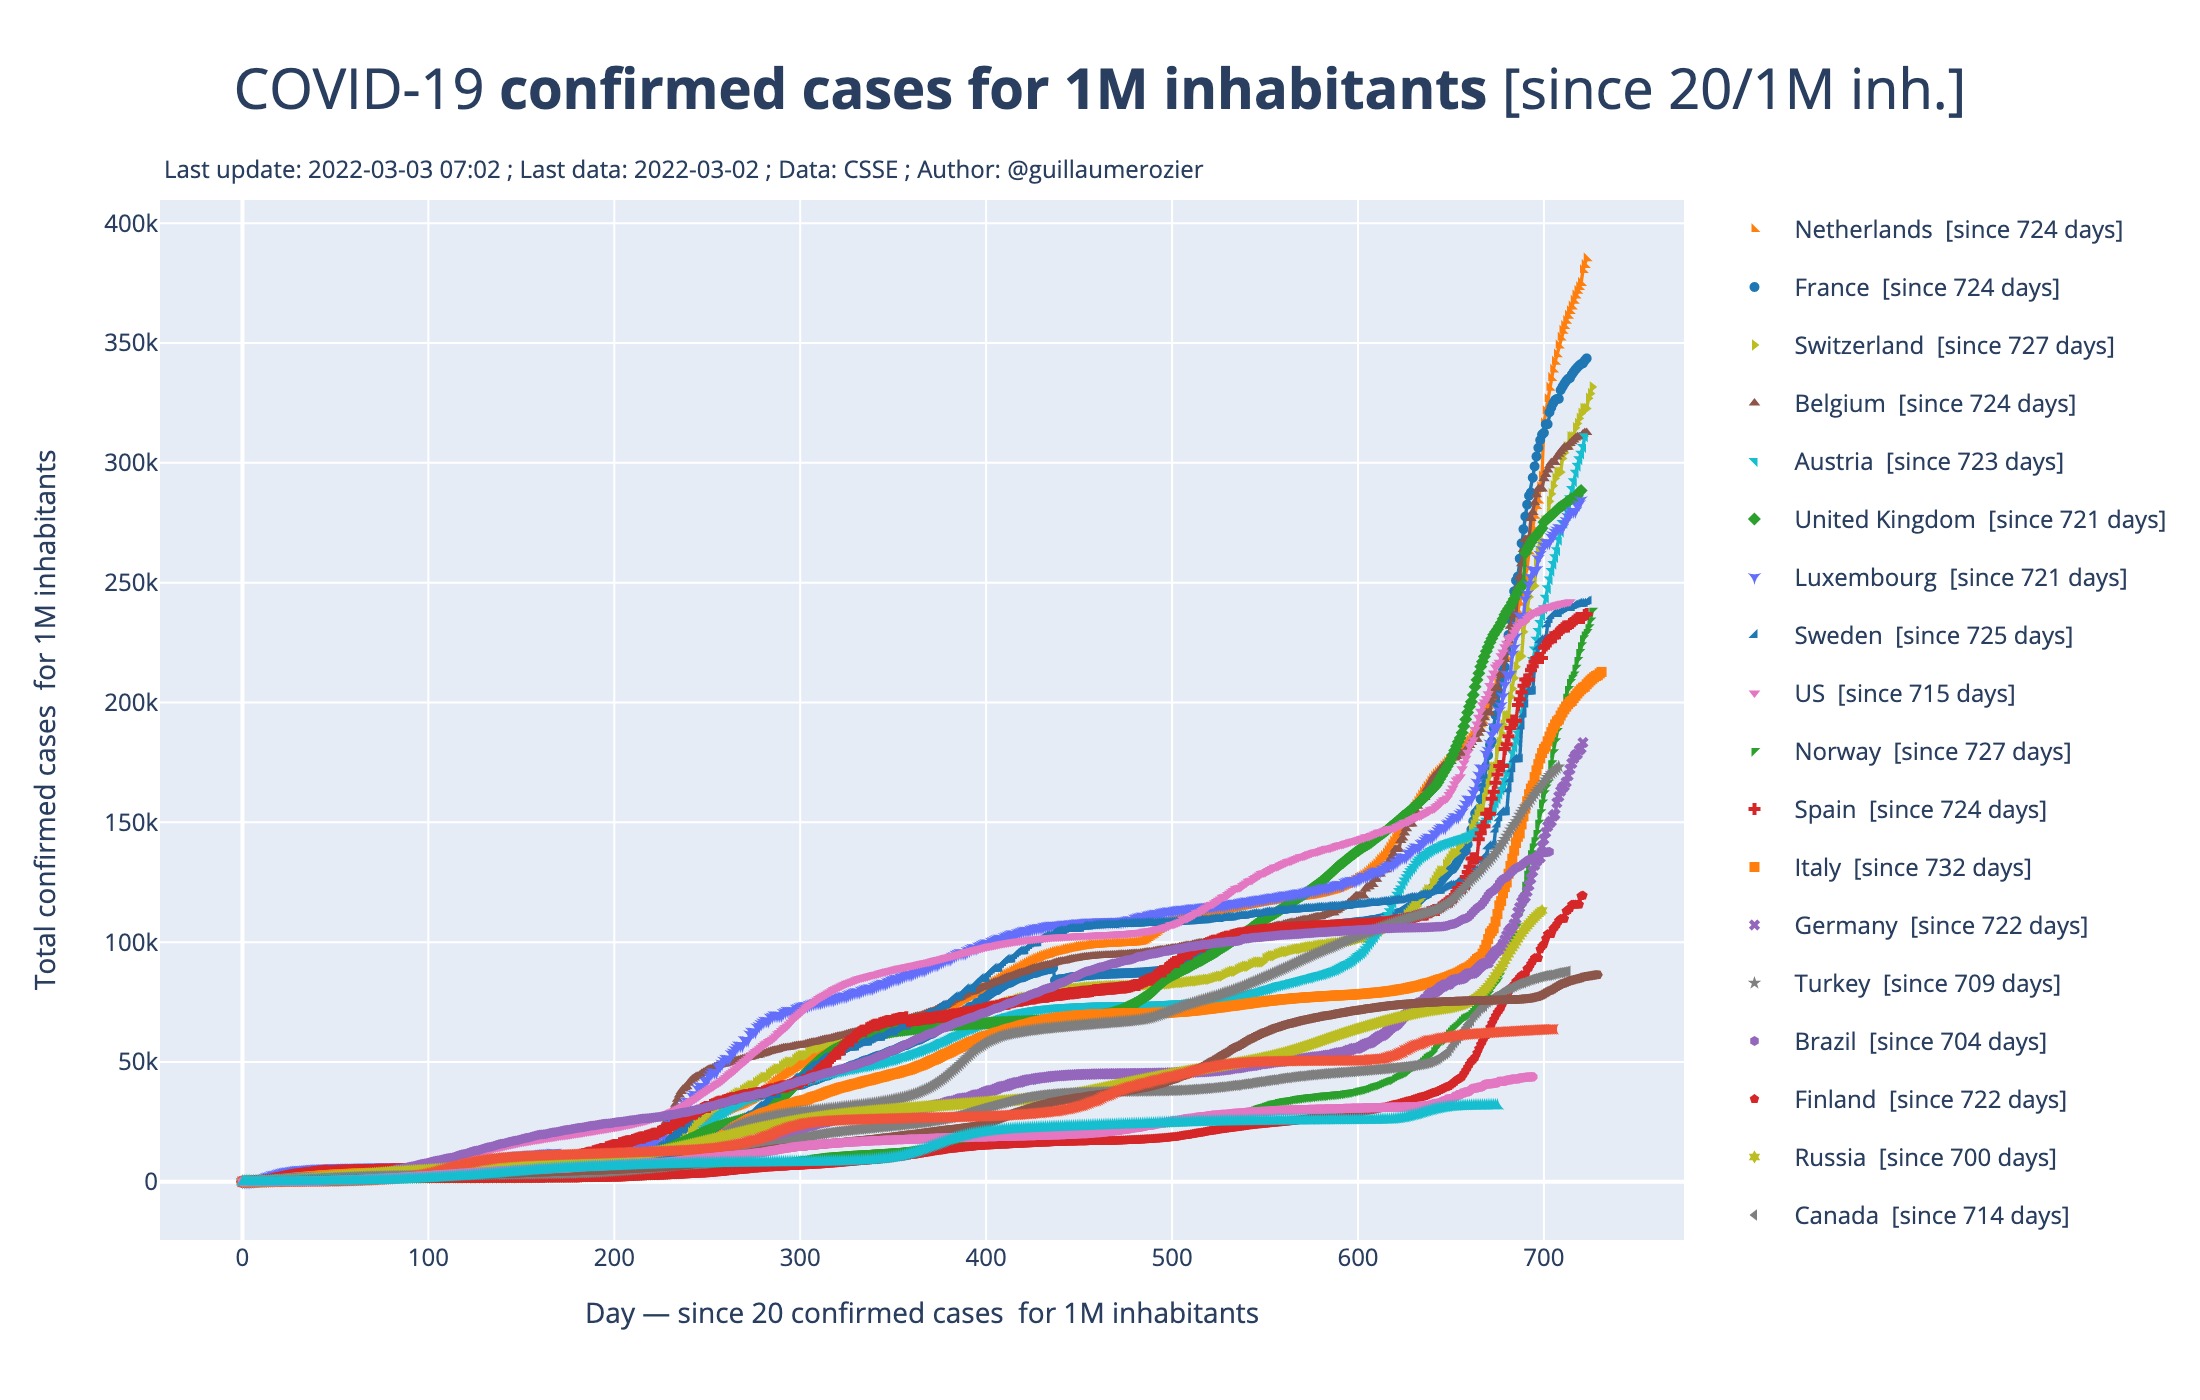 COVID-19 confirmed cases for 1M inhabitants [since 20/1M inh.]
Last update: 2022-03-03 07:02 ; Last data: 2022-03-02 ; Data: CSSE ; Author: @guillaumerozier
Total confirmed cases for 1M inhabitants
400k
350k
300k
250k
200k
150k
100k
50k
0
0 100 200 300 400 500 600 700
Day — since 20 confirmed cases for 1M inhabitants
Netherlands [since 724 days]
France [since 724 days]
Switzerland [since 727 days]
Belgium [since 724 days]
Austria [since 723 days]
United Kingdom [since 721 days]
Luxembourg [since 721 days]
Sweden [since 725 days]
US [since 715 days]
Norway [since 727 days]
Spain [since 724 days]
Italy [since 732 days]
Germany [since 722 days]
Turkey [since 709 days]
Brazil [since 704 days]
Finland [since 722 days]
Russia [since 700 days]
Canada [since 714 days]